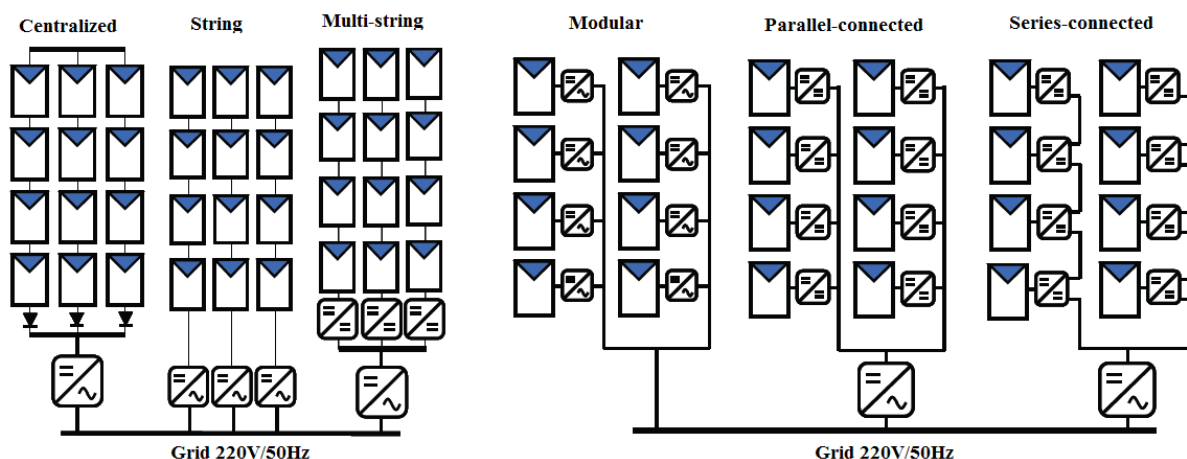 Centralized
String
Multi-string
Modular
Parallel-connected
Series-connected
Grid 220V/50Hz
Grid 220V/50Hz